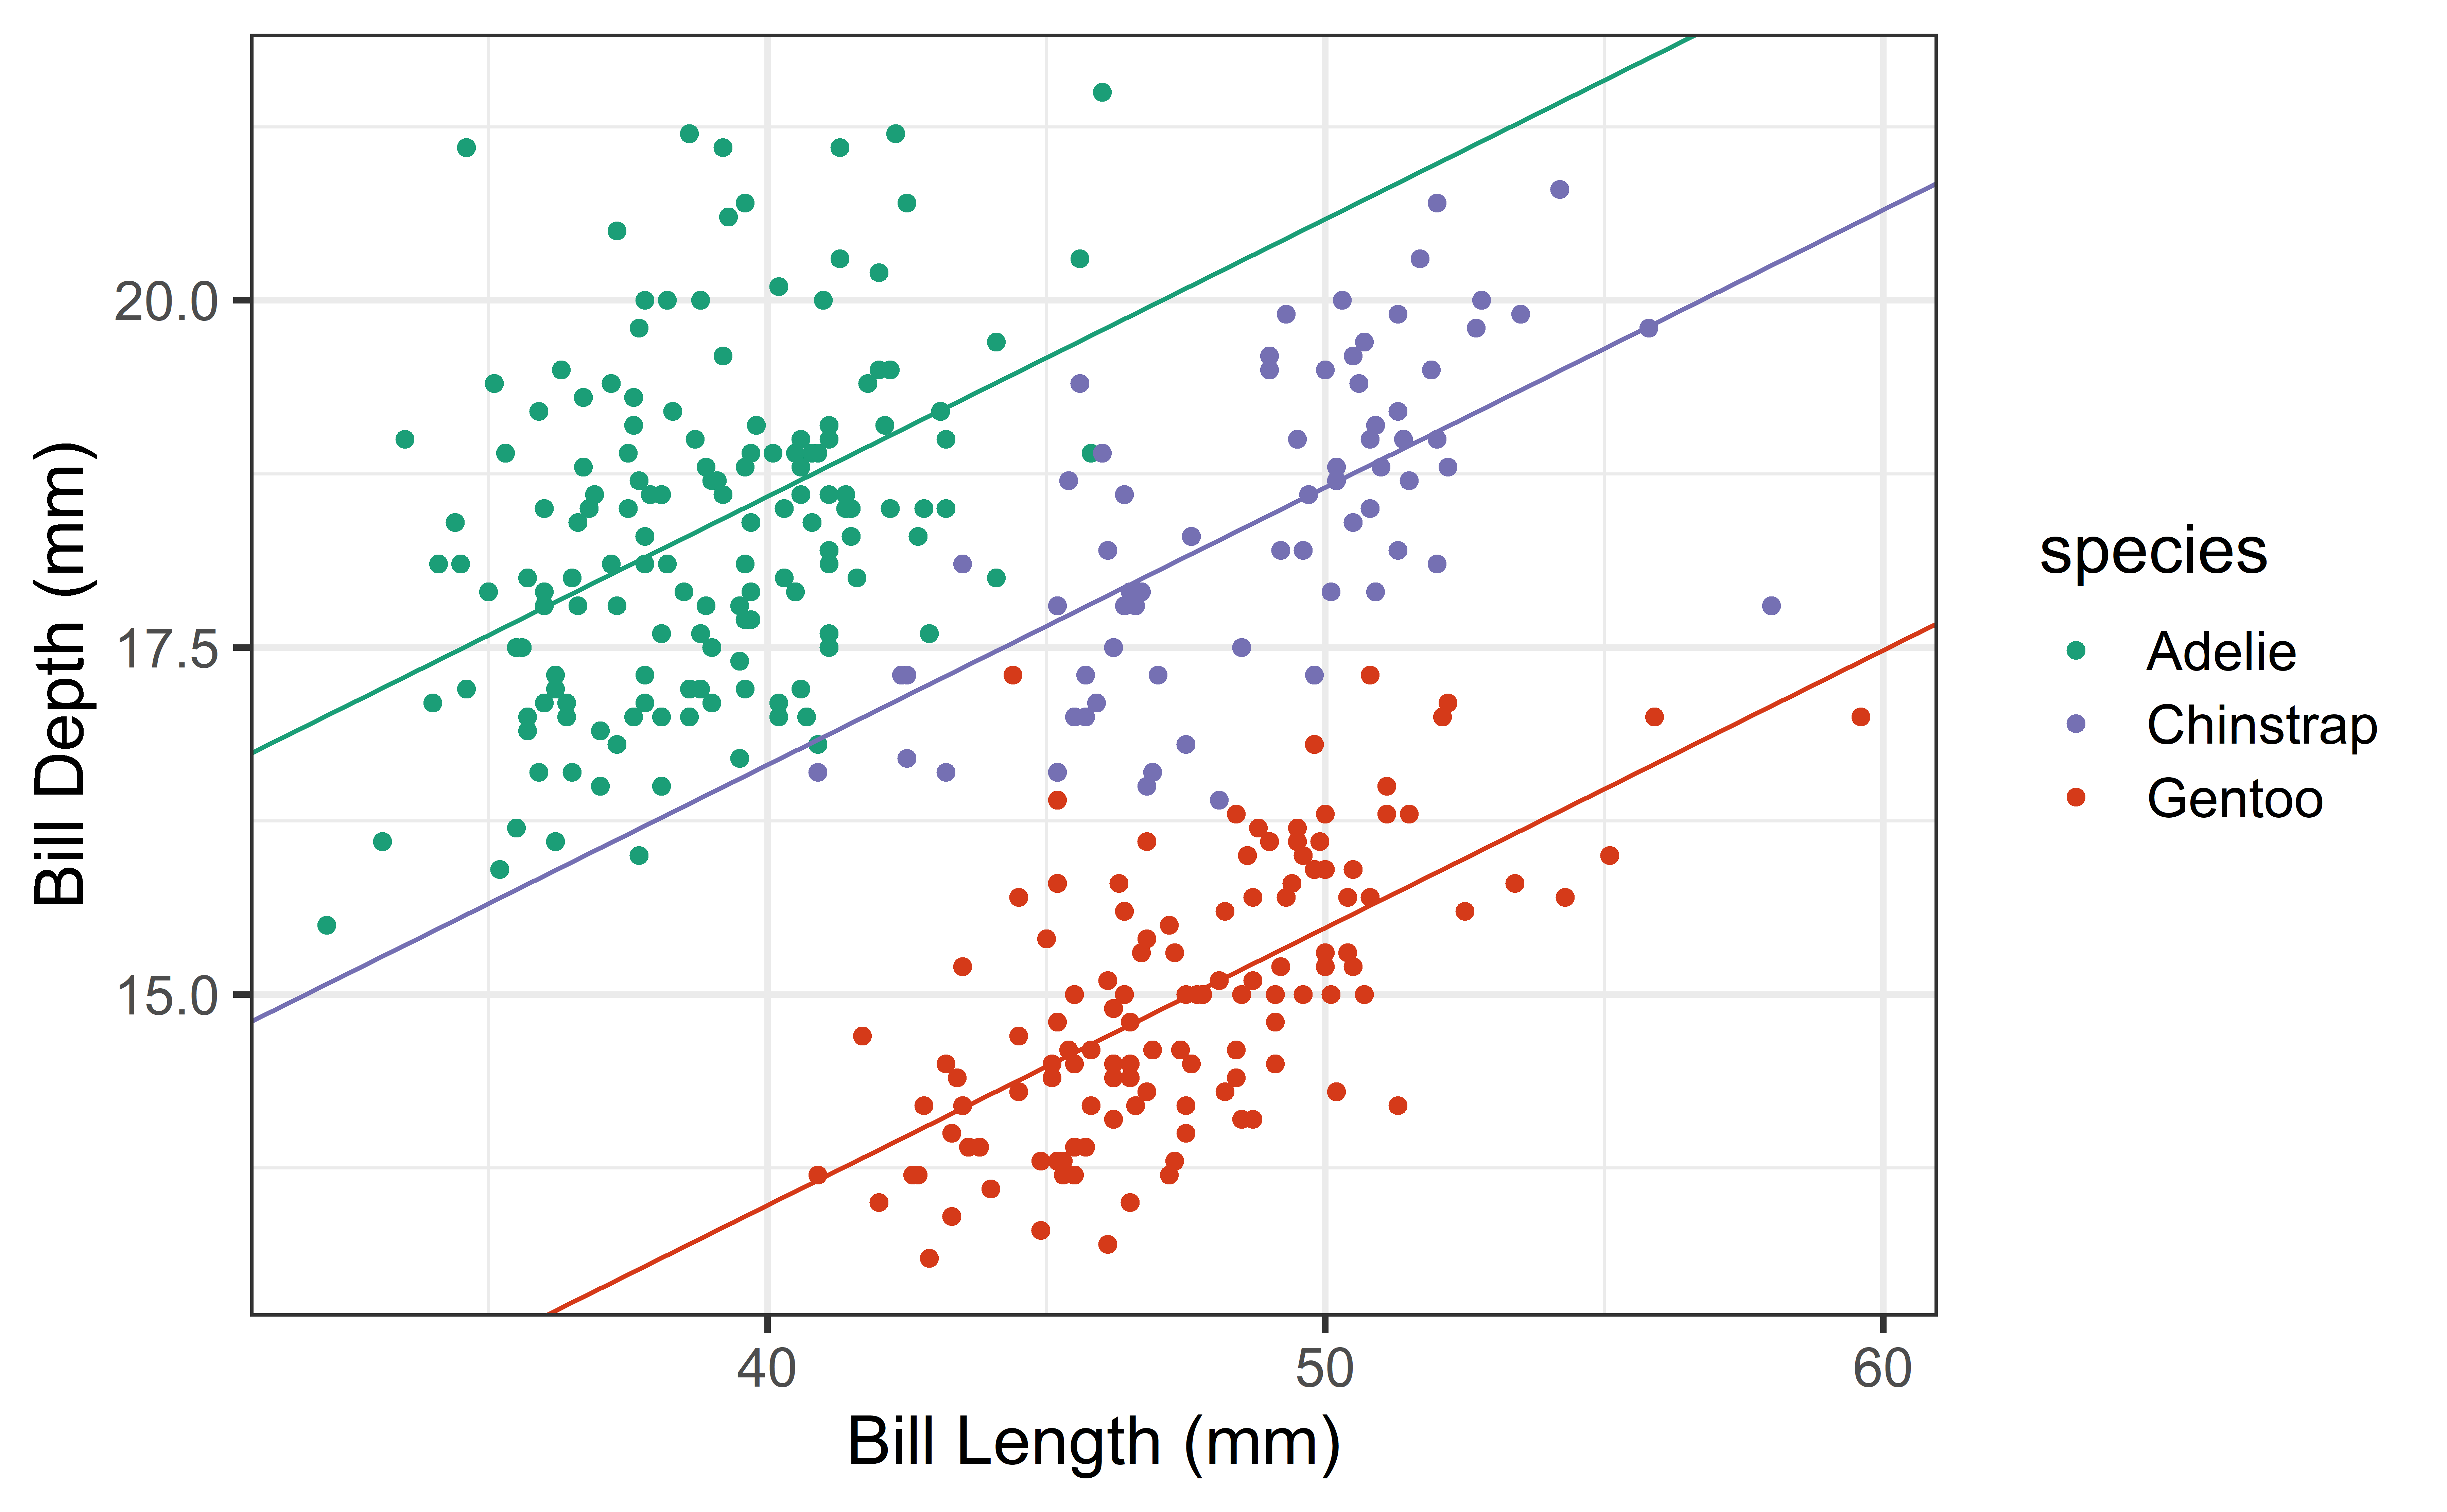 20.0
17.5
15.0
Bill Depth (mm)
40
50
60
Bill Length (mm)
species
Adelie
Chinstrap
Gentoo